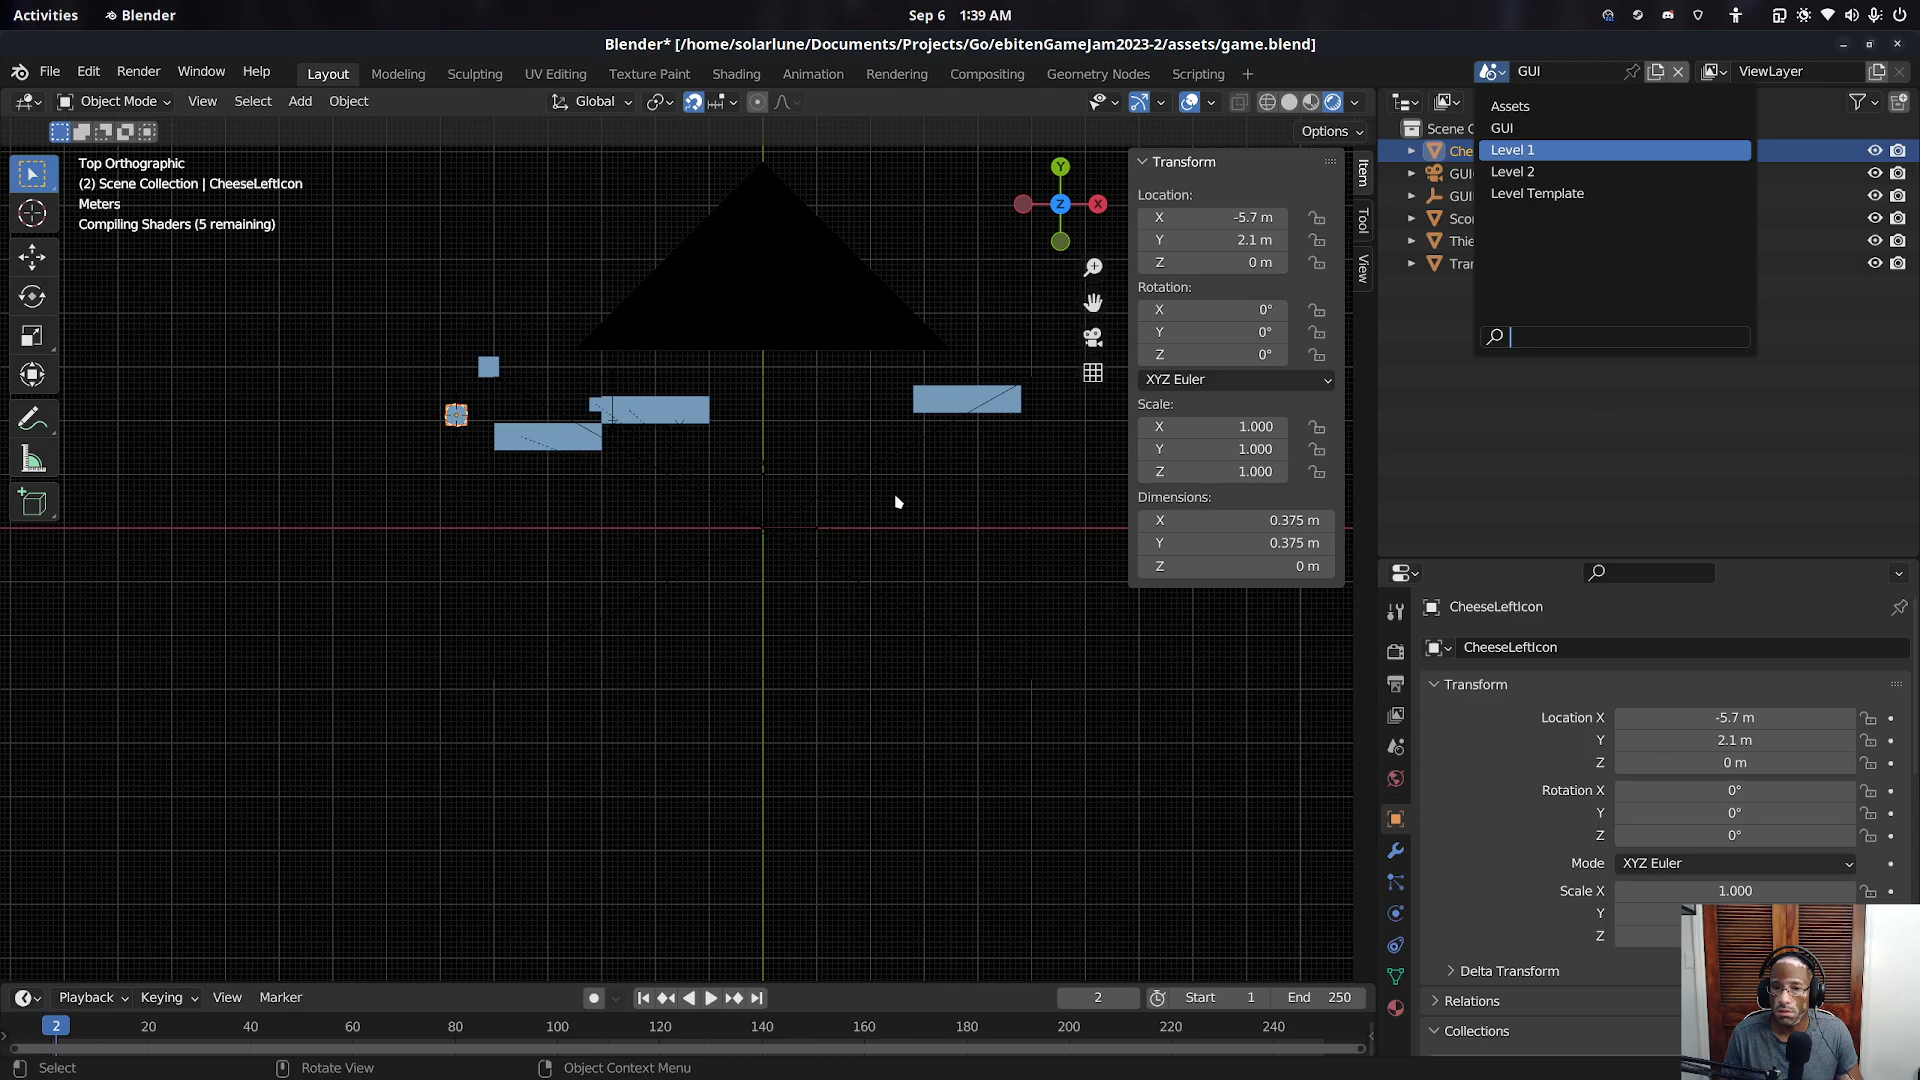 Activities
Blender
Sep 6 1:39 AM
Blender* [/home/solarlune/Documents/Projects/Go/ebitenGameJam2023-2/assets/game.blend]
File Edit Render Window Help
Layout Modeling Sculpting UV Editing Texture Paint Shading Animation Rendering Compositing Geometry Nodes Scripting +
GUI
ViewLayer
Object Mode View Select Add Object
Global
Options
Top Orthographic
(2) Scene Collection | CheeseLeftIcon
Meters
Compiling Shaders (5 remaining)
Y
X
Z
Transform
Location:
X -5.7 m
Y 2.1 m
Z 0 m
Rotation:
X 0°
Y 0°
Z 0°
XYZ Euler
Scale:
X 1.000
Y 1.000
Z 1.000
Dimensions:
X 0.375 m
Y 0.375 m
Z 0 m
Item
Tool
View
Scene C
Che
GUI
GUI
Sco
Thie
Tran
Assets
GUI
Level 1
Level 2
Level Template
CheeseLeftIcon
CheeseLeftIcon
Transform
Location X -5.7 m
Y 2.1 m
Z 0 m
Rotation X 0°
Y 0°
Z 0°
Mode XYZ Euler
Scale X 1.000
Y
Z
Delta Transform
Relations
Collections
Playback Keying View Marker
2
Start 1
End 250
2 20 40 60 80 100 120 140 160 180 200 220 240
Select
Rotate View
Object Context Menu